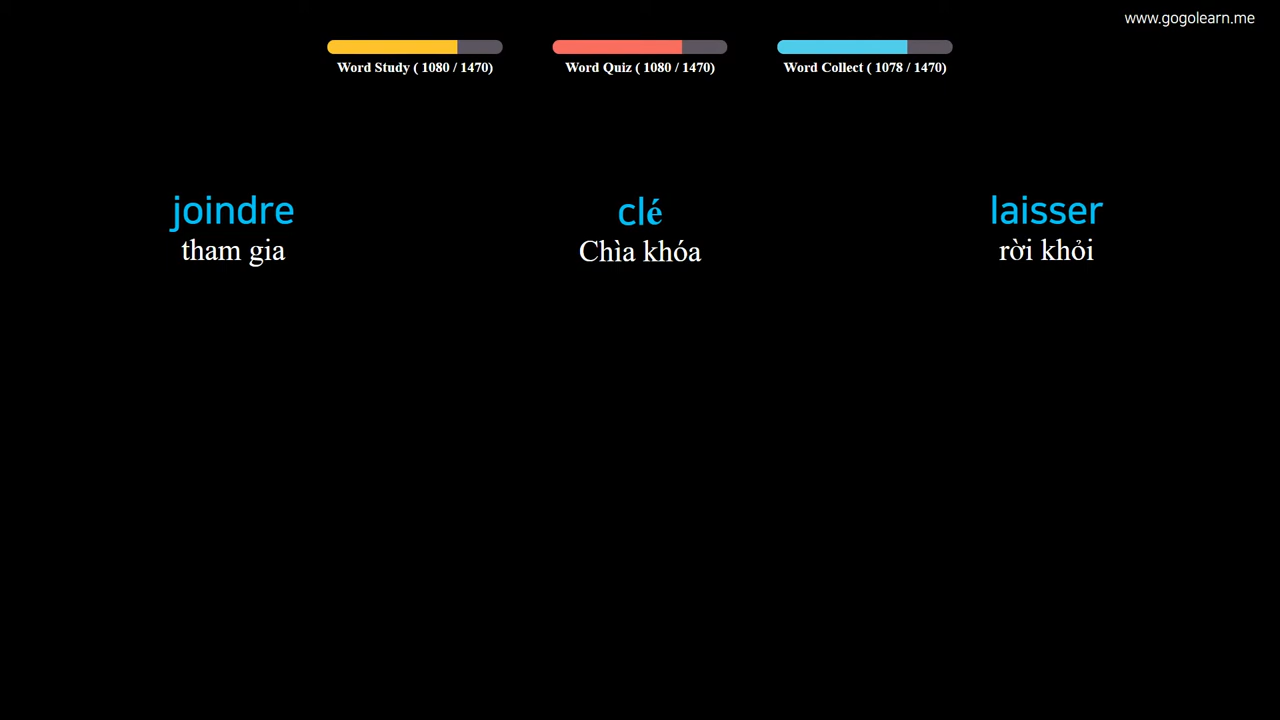 www.gogolearn.me
Word Study ( 1080 / 1470)
Word Quiz ( 1080 / 1470)
Word Collect ( 1078 / 1470)
joindre
tham gia
clé
Chìa khóa
laisser
rời khỏi